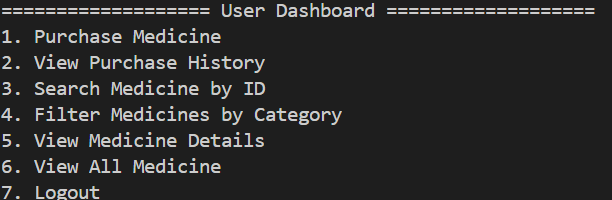 =================== User Dashboard ===================
1. Purchase Medicine
2. View Purchase History
3. Search Medicine by ID
4. Filter Medicines by Category
5. View Medicine Details
6. View All Medicine
7. Logout